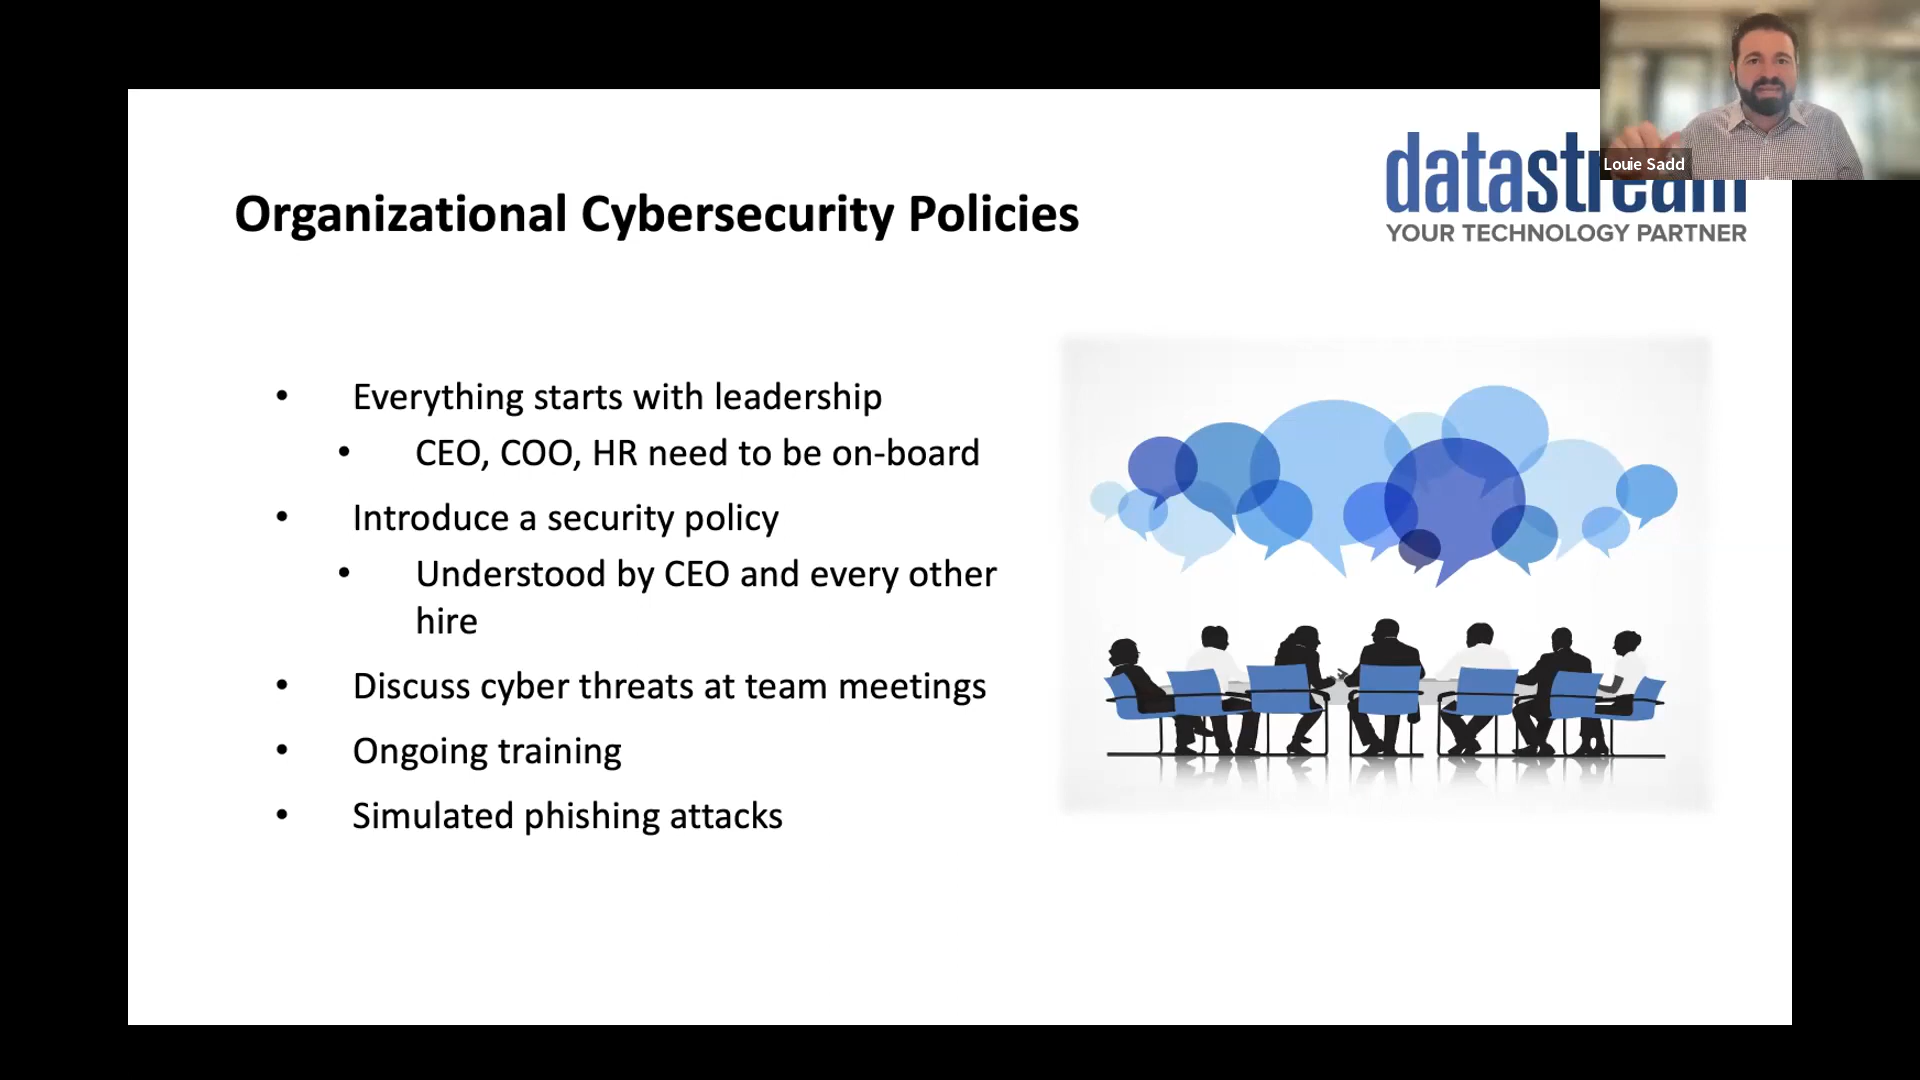 Louie Sadd
datastream
YOUR TECHNOLOGY PARTNER
Organizational Cybersecurity Policies
• Everything starts with leadership
• CEO, COO, HR need to be on-board
• Introduce a security policy
• Understood by CEO and every other
hire
• Discuss cyber threats at team meetings
• Ongoing training
• Simulated phishing attacks